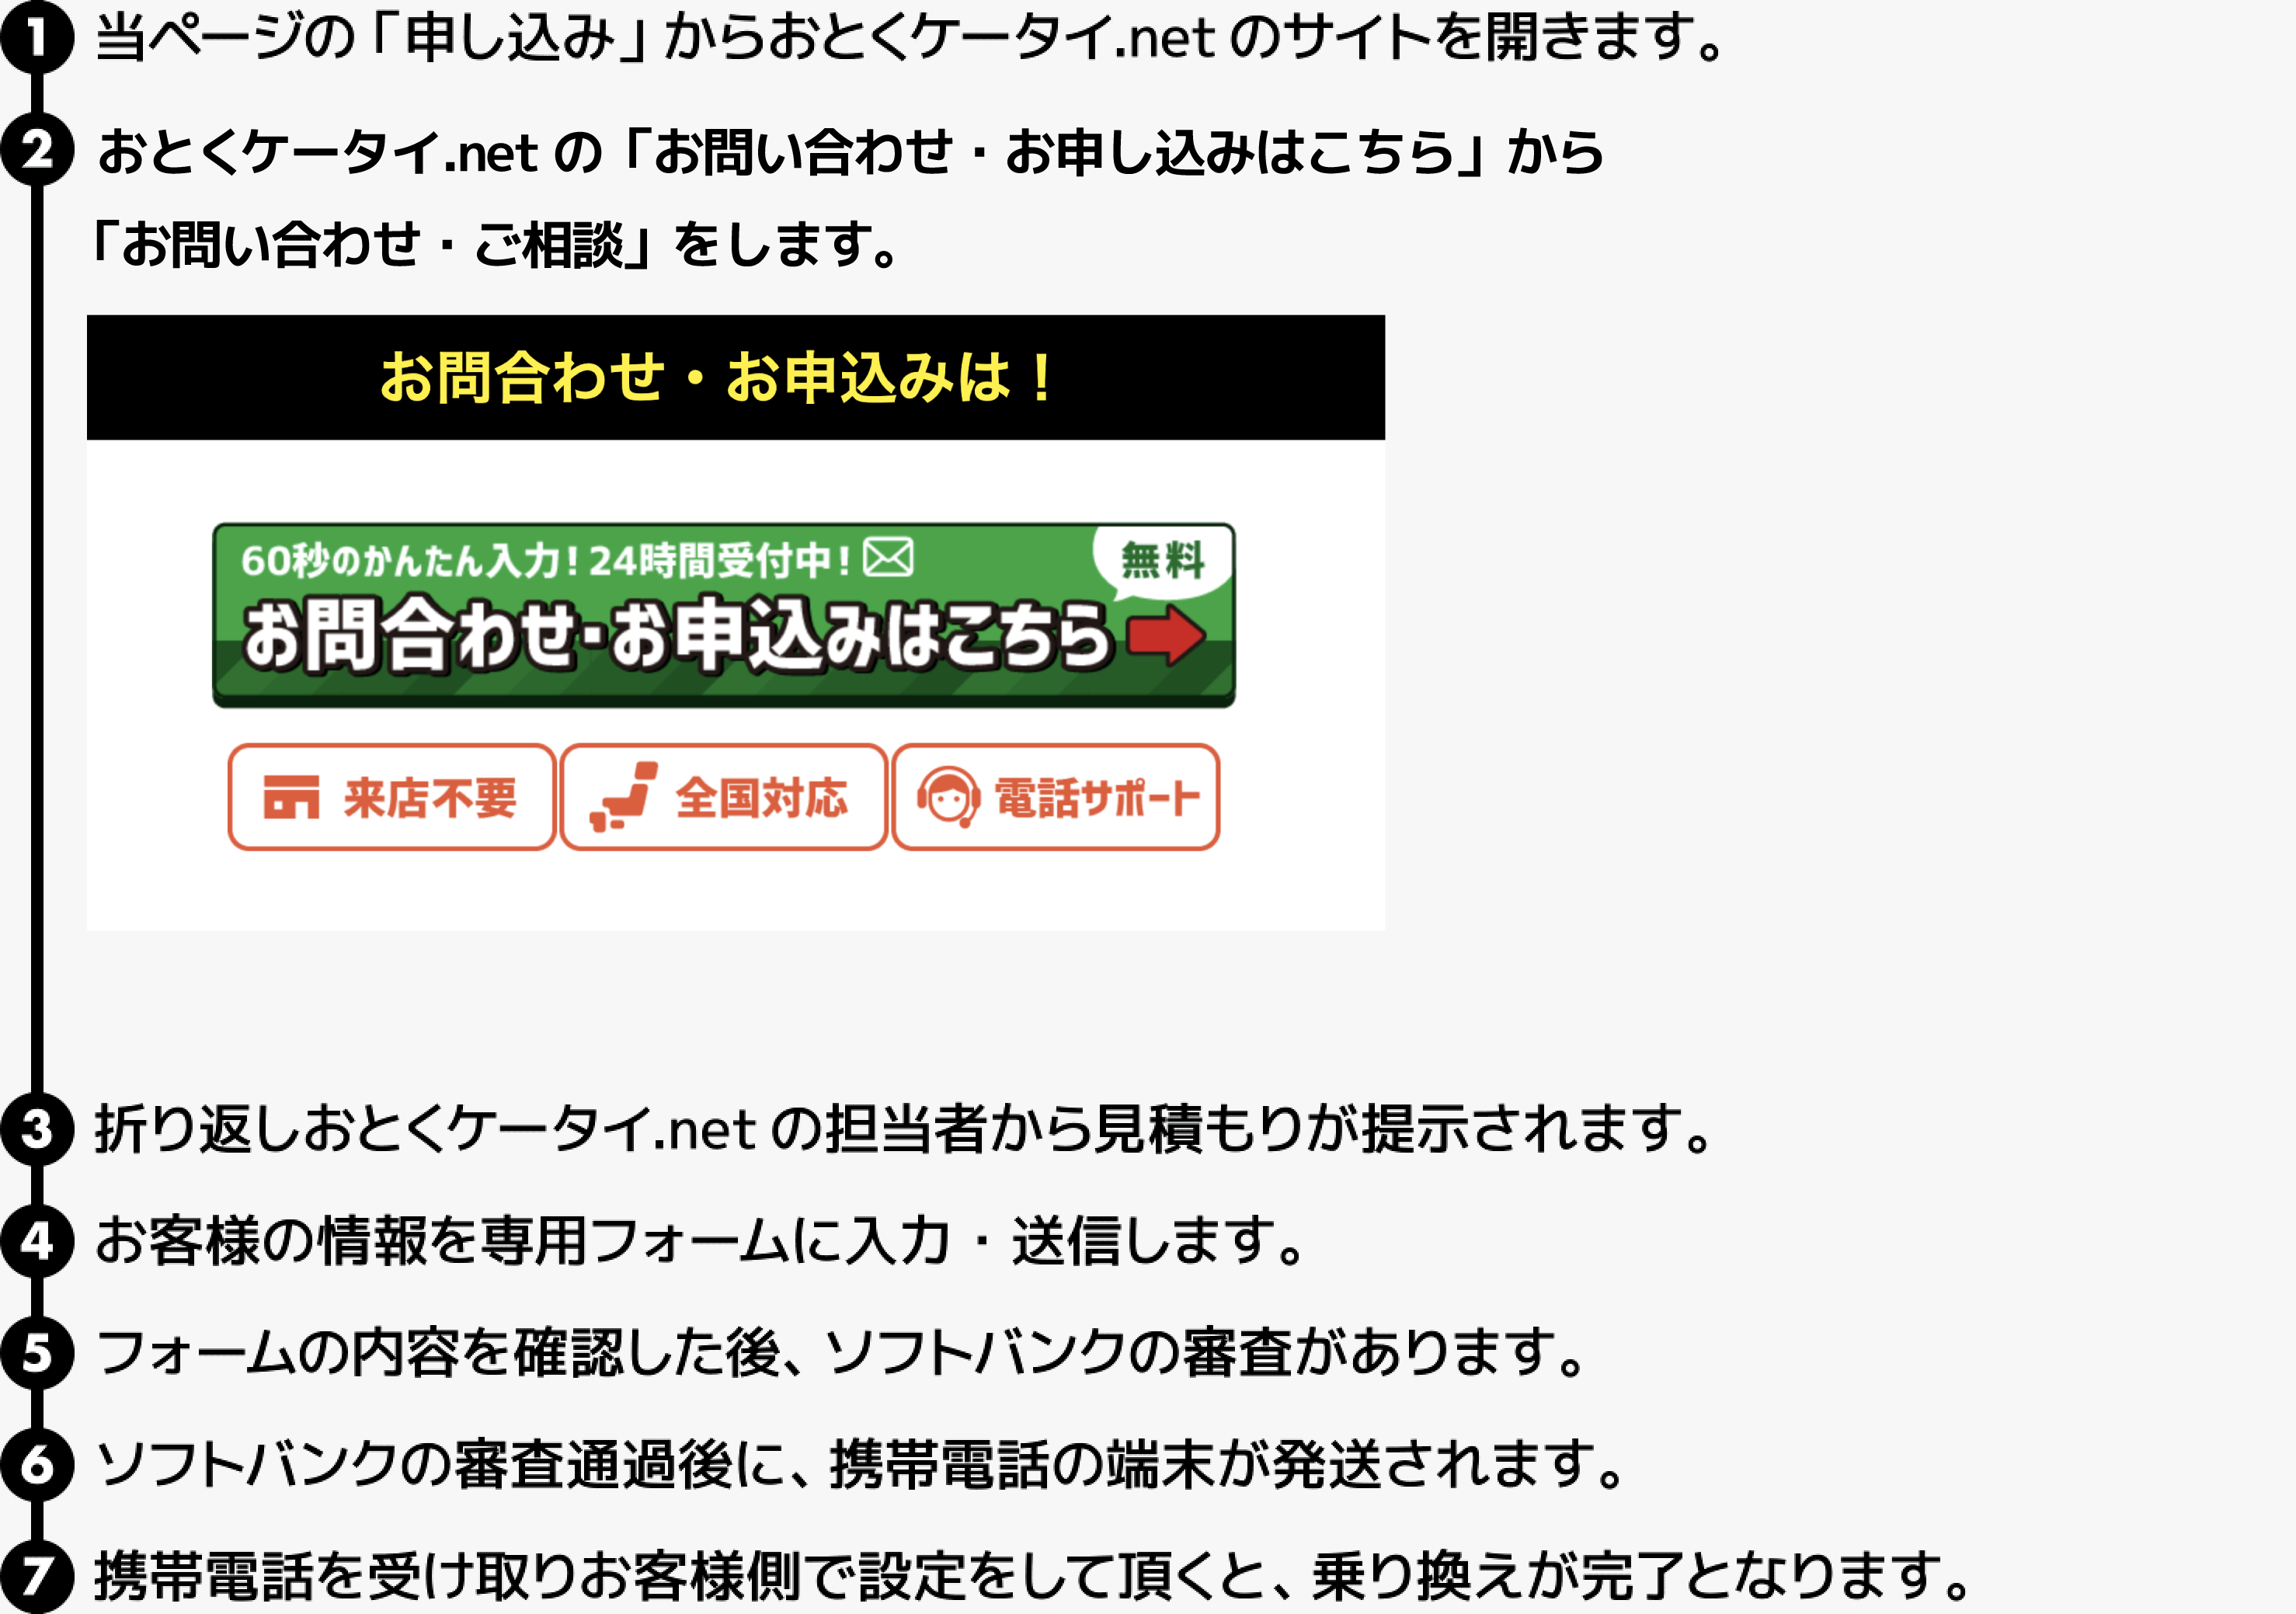 1 当ページの「申し込み」からおとくケータイ.net のサイトを開きます。
2 おとくケータイ.net の「お問い合わせ・お申し込みはこちら」から
「お問い合わせ・ご相談」をします。
お問合わせ・お申込みは！
60秒のかんたん入力！24時間受付中！
無料
お問合わせ・お申込みはこちら
来店不要 全国対応 電話サポート
3 折り返しおとくケータイ.net の担当者から見積もりが提示されます。
4 お客様の情報を専用フォームに入力・送信します。
5 フォームの内容を確認した後、ソフトバンクの審査があります。
6 ソフトバンクの審査通過後に、携帯電話の端末が発送されます。
7 携帯電話を受け取りお客様側で設定をして頂くと、乗り換えが完了となります。